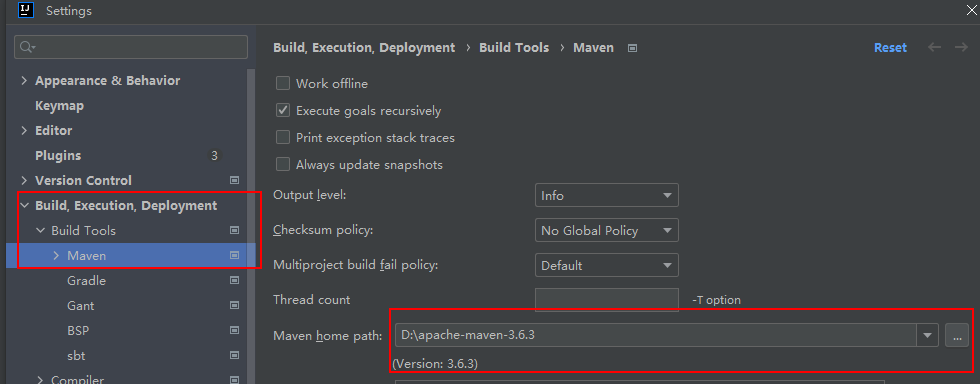 IJ
Settings
Appearance & Behavior
Keymap
Editor
Plugins 3
Version Control
Build, Execution, Deployment
Build Tools
Maven
Gradle
Gant
BSP
sbt
Compiler
Build, Execution, Deployment › Build Tools › Maven
Reset
Work offline
Execute goals recursively
Print exception stack traces
Always update snapshots
Output level: Info
Checksum policy: No Global Policy
Multiproject build fail policy: Default
Thread count -T option
Maven home path: D:\apache-maven-3.6.3 ...
(Version: 3.6.3)